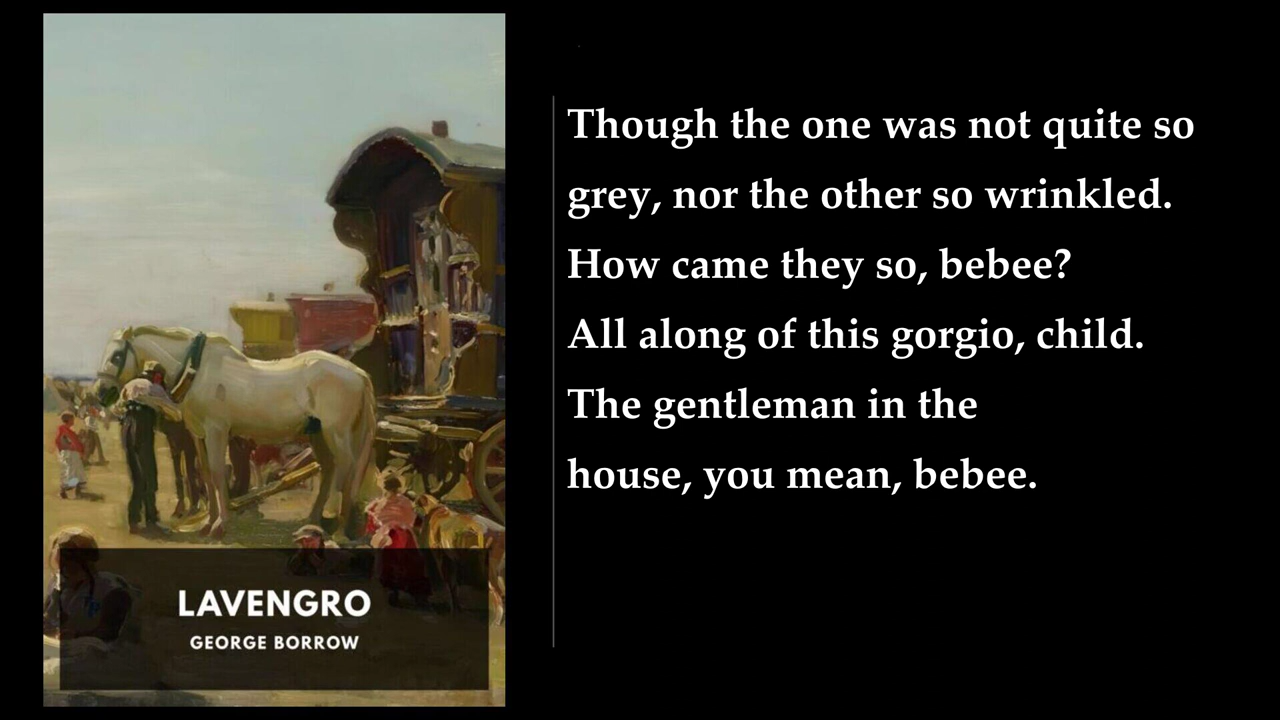 LAVENGRO
GEORGE BORROW
Though the one was not quite so
grey, nor the other so wrinkled.
How came they so, bebee?
All along of this gorgio, child.
The gentleman in the
house, you mean, bebee.